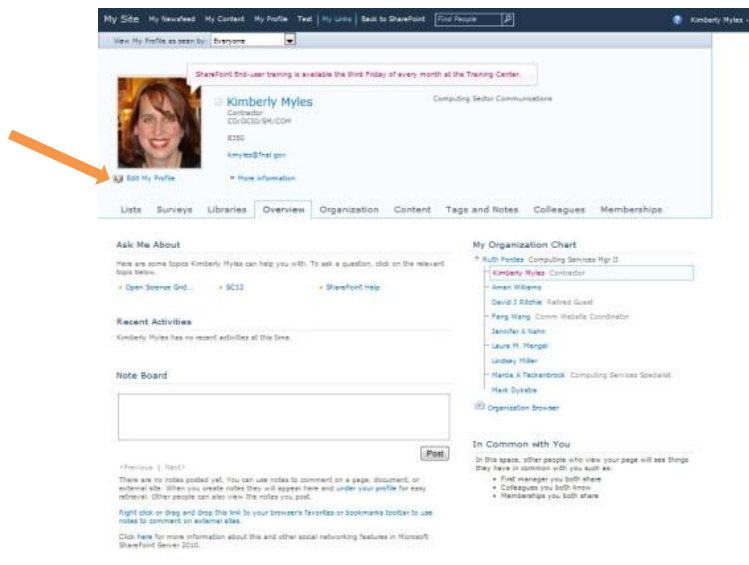 My Site My Newsfeed My Content My Profile Test My Links Back to SharePoint Find People Kimberly Myles
View My Profile as seen by: Everyone
SharePoint End-user training is available the third Friday of every month at the Training Center.
Kimberly Myles
Contractor
CD/OCIO/SM/COM
8350
kmyles@fnal.gov
Computing Sector Communications
Edit My Profile
More information
Lists Surveys Libraries Overview Organization Content Tags and Notes Colleagues Memberships
Ask Me About
Here are some topics Kimberly Myles can help you with. To ask a question, click on the relevant
topic below.
Open Science Grid... SC12 SharePoint Help
Recent Activities
Kimberly Myles has no recent activities at this time.
Note Board
Post
‹Previous | Next›
There are no notes posted yet. You can use notes to comment on a page, document, or
external site. When you create notes they will appear here and under your profile for easy
retrieval. Other people can also view the notes you post.
Right click or drag and drop this link to your browser's favorites or bookmarks toolbar to use
notes to comment on external sites.
Click here for more information about this and other social networking features in Microsoft
SharePoint Server 2010.
My Organization Chart
Ruth Pordes Computing Services Mgr II
Kimberly Myles Contractor
Amari Williams
David J Ritchie Retired Guest
Fang Wang Comm Website Coordinator
Jennifer A Nahn
Laura M. Mengel
Lindsey Miller
Marcia A Teckenbrock Computing Services Specialist
Mark Dykstra
Organization Browser
In Common with You
In this space, other people who view your page will see things
they have in common with you such as:
First manager you both share
Colleagues you both know
Memberships you both share